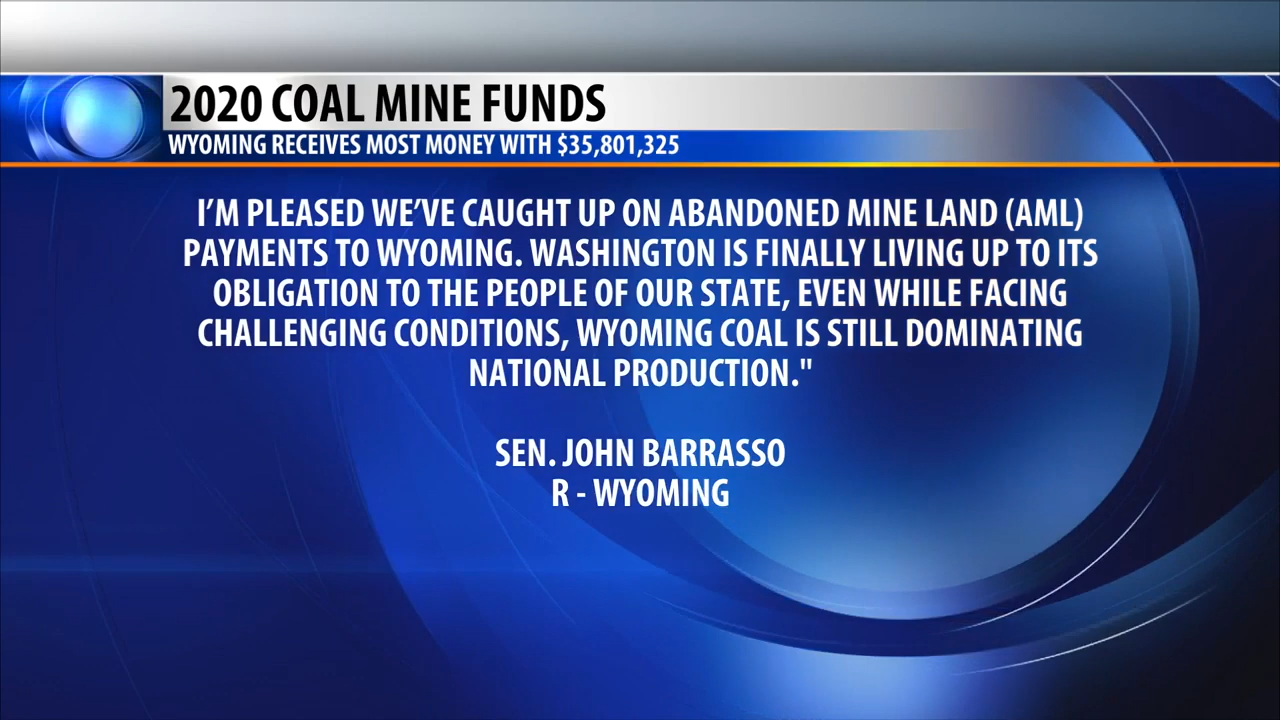 2020 COAL MINE FUNDS
WYOMING RECEIVES MOST MONEY WITH $35,801,325
I’M PLEASED WE’VE CAUGHT UP ON ABANDONED MINE LAND (AML)
PAYMENTS TO WYOMING. WASHINGTON IS FINALLY LIVING UP TO ITS
OBLIGATION TO THE PEOPLE OF OUR STATE, EVEN WHILE FACING
CHALLENGING CONDITIONS, WYOMING COAL IS STILL DOMINATING
NATIONAL PRODUCTION."
SEN. JOHN BARRASSO
R - WYOMING